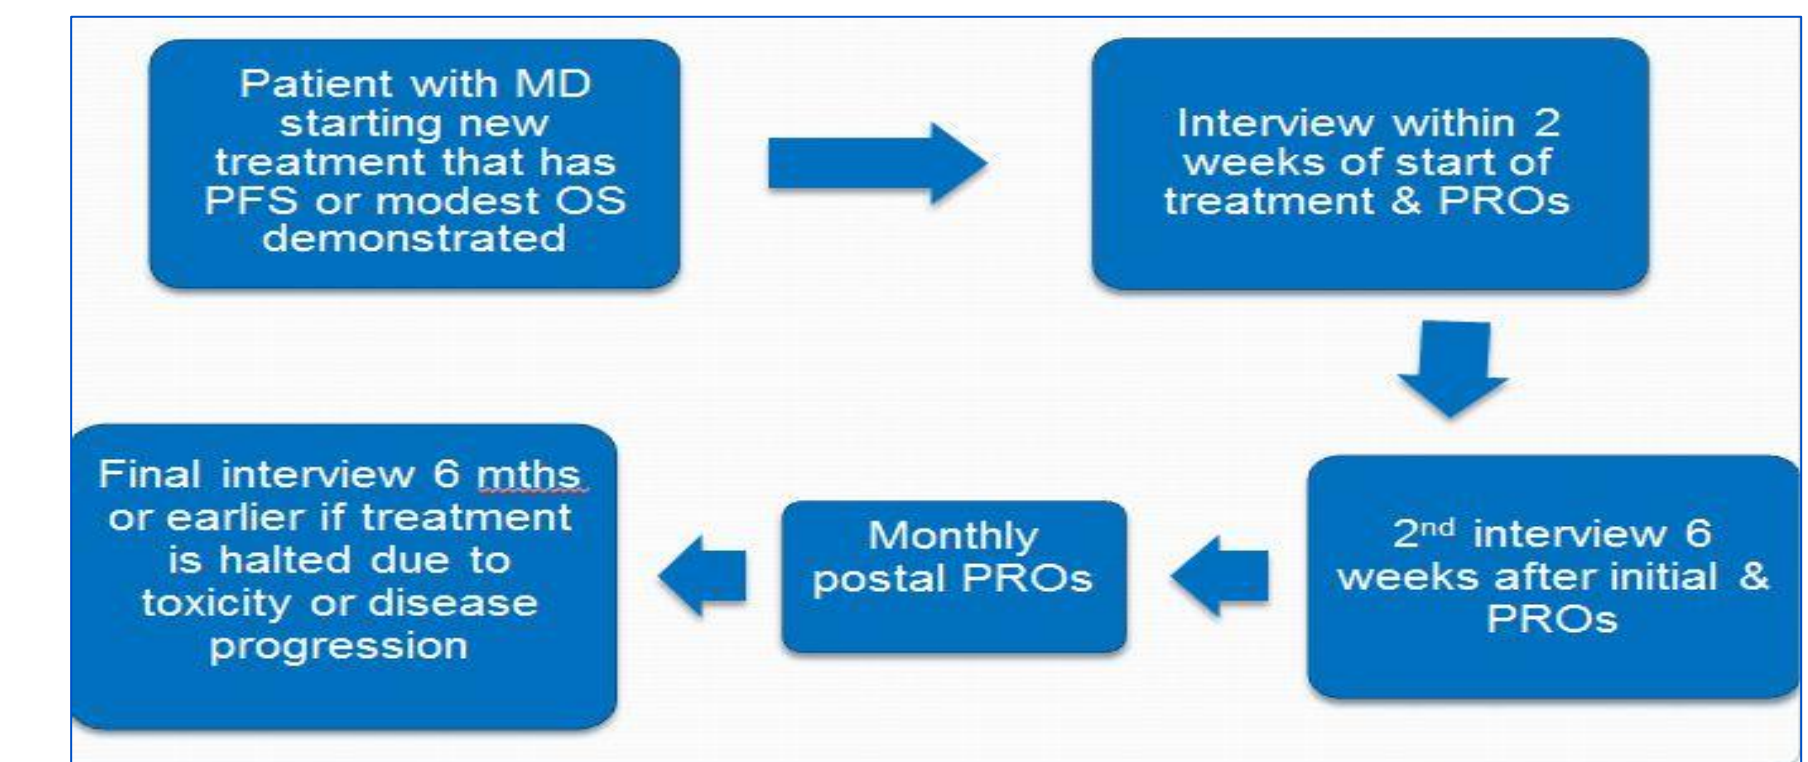 Patient with MD
starting new
treatment that has
PFS or modest OS
demonstrated
Interview within 2
weeks of start of
treatment & PROs
2nd interview 6
weeks after initial &
PROs
Monthly
postal PROs
Final interview 6 mths
or earlier if treatment
is halted due to
toxicity or disease
progression